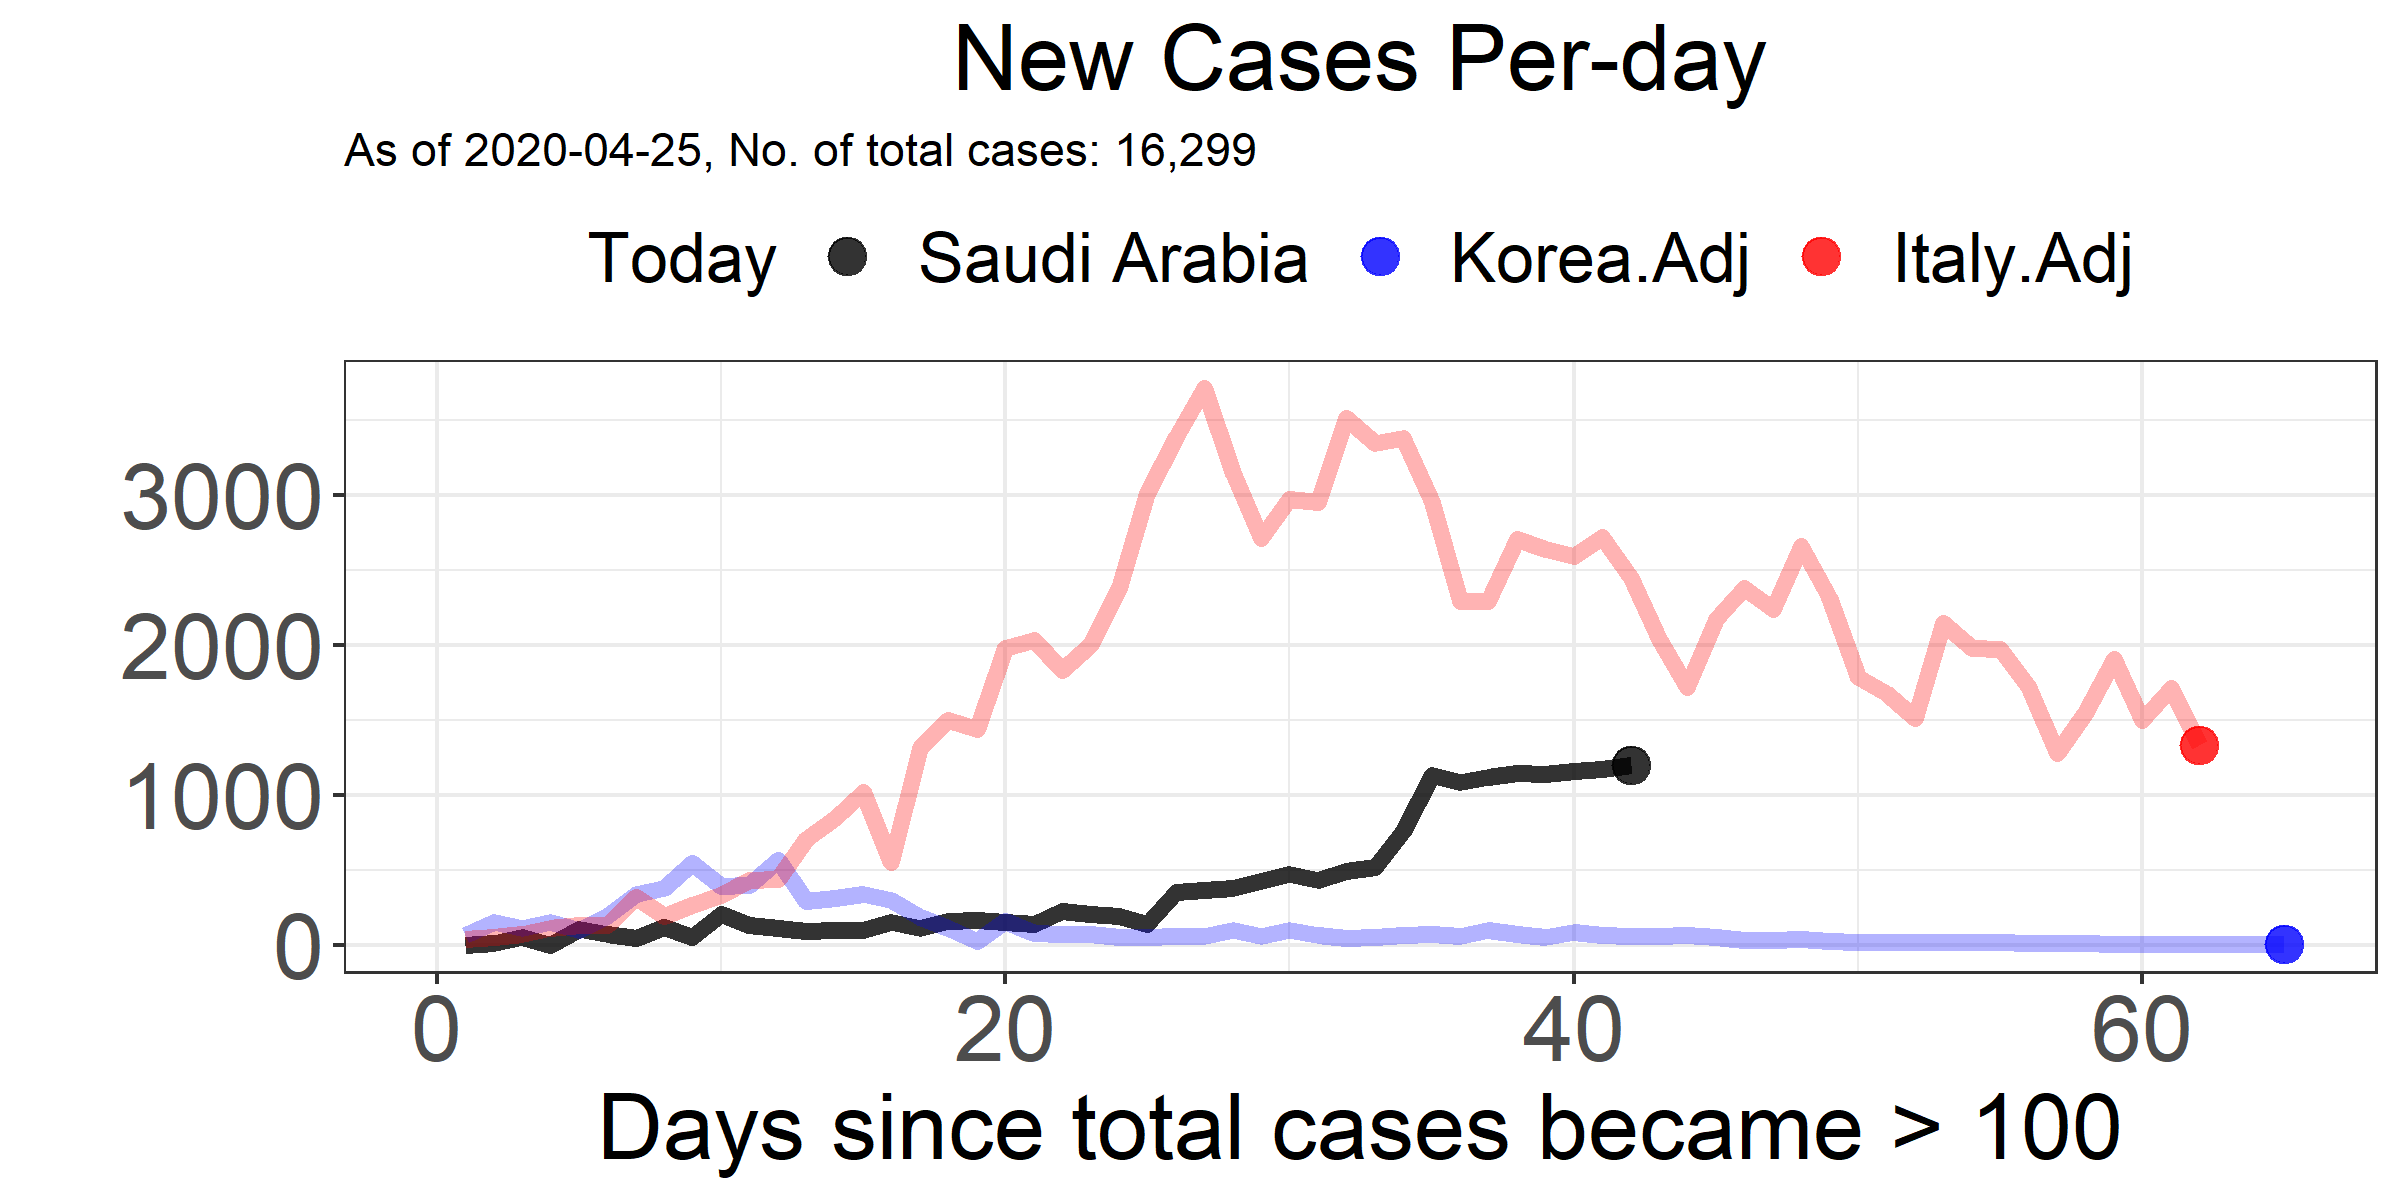 New Cases Per-day
As of 2020-04-25, No. of total cases: 16,299
Today Saudi Arabia Korea.Adj Italy.Adj
3000
2000
1000
0
0 20 40 60
Days since total cases became > 100